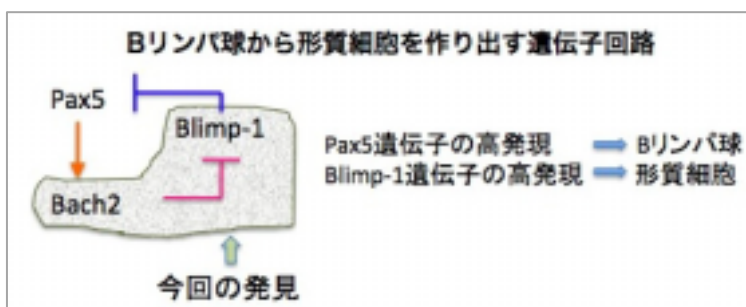 Bリンパ球から形質細胞を作り出す遺伝子回路
Pax5
Blimp-1
Bach2
Pax5遺伝子の高発現 Bリンパ球
Blimp-1遺伝子の高発現 形質細胞
今回の発見